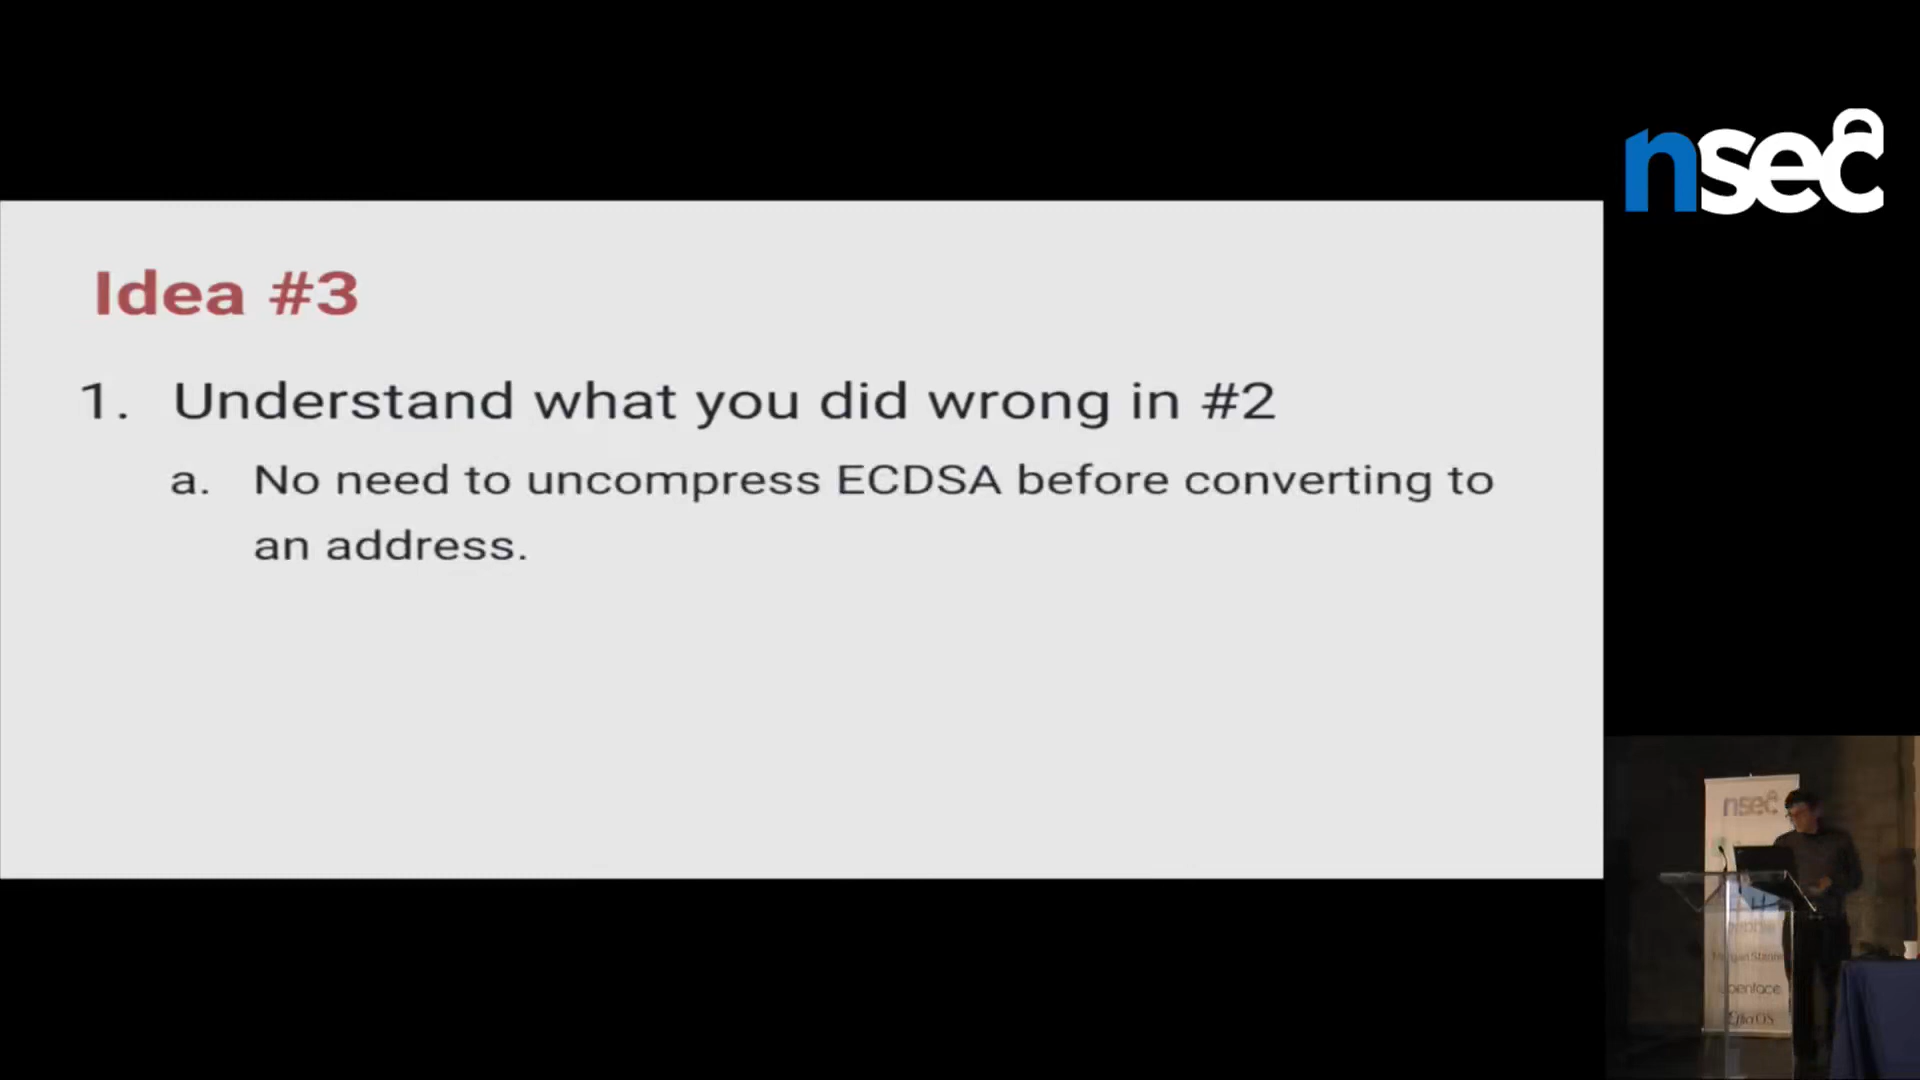 nsec
Idea #3
1. Understand what you did wrong in #2
a. No need to uncompress ECDSA before converting to
an address.
nsec